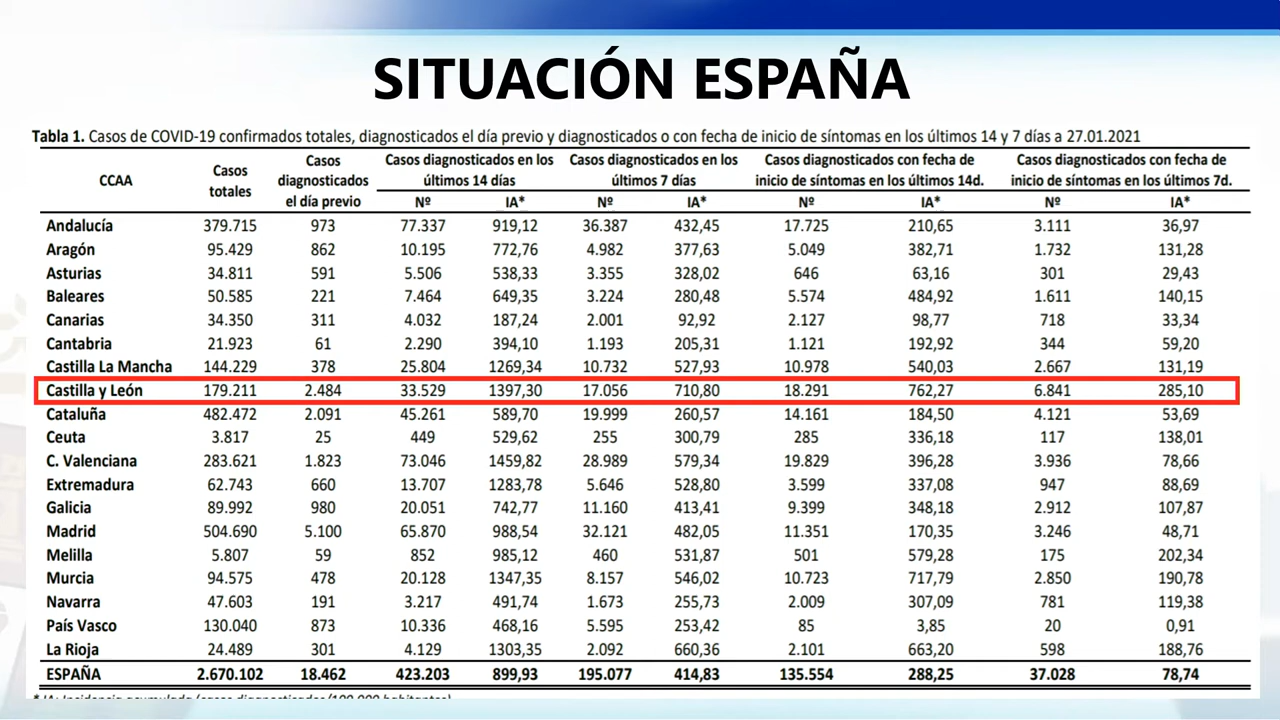 SITUACIÓN ESPAÑA
Tabla 1. Casos de COVID-19 confirmados totales, diagnosticados el día previo y diagnosticados o con fecha de inicio de síntomas en los últimos 14 y 7 días a 27.01.2021
CCAA Casos totales Casos diagnosticados el día previo Casos diagnosticados en los últimos 14 días Casos diagnosticados en los últimos 7 días Casos diagnosticados con fecha de inicio de síntomas en los últimos 14d. Casos diagnosticados con fecha de inicio de síntomas en los últimos 7d.
Nº IA* Nº IA* Nº IA* Nº IA*
Andalucía 379.715 973 77.337 919,12 36.387 432,45 17.725 210,65 3.111 36,97
Aragón 95.429 862 10.195 772,76 4.982 377,63 5.049 382,71 1.732 131,28
Asturias 34.811 591 5.506 538,33 3.355 328,02 646 63,16 301 29,43
Baleares 50.585 221 7.464 649,35 3.224 280,48 5.574 484,92 1.611 140,15
Canarias 34.350 311 4.032 187,24 2.001 92,92 2.127 98,77 718 33,34
Cantabria 21.923 61 2.290 394,10 1.193 205,31 1.121 192,92 344 59,20
Castilla La Mancha 144.229 378 25.804 1269,34 10.732 527,93 10.978 540,03 2.667 131,19
Castilla y León 179.211 2.484 33.529 1397,30 17.056 710,80 18.291 762,27 6.841 285,10
Cataluña 482.472 2.091 45.261 589,70 19.999 260,57 14.161 184,50 4.121 53,69
Ceuta 3.817 25 449 529,62 255 300,79 285 336,18 117 138,01
C. Valenciana 283.621 1.823 73.046 1459,82 28.989 579,34 19.829 396,28 3.936 78,66
Extremadura 62.743 660 13.707 1283,78 5.646 528,80 3.599 337,08 947 88,69
Galicia 89.992 980 20.051 742,77 11.160 413,41 9.399 348,18 2.912 107,87
Madrid 504.690 5.100 65.870 988,54 32.121 482,05 11.351 170,35 3.246 48,71
Melilla 5.807 59 852 985,12 460 531,87 501 579,28 175 202,34
Murcia 94.575 478 20.128 1347,35 8.157 546,02 10.723 717,79 2.850 190,78
Navarra 47.603 191 3.217 491,74 1.673 255,73 2.009 307,09 781 119,38
País Vasco 130.040 873 10.336 468,16 5.595 253,42 85 3,85 20 0,91
La Rioja 24.489 301 4.129 1303,35 2.092 660,36 2.101 663,20 598 188,76
ESPAÑA 2.670.102 18.462 423.203 899,93 195.077 414,83 135.554 288,25 37.028 78,74
* IA: Incidencia acumulada (casos diagnosticados/100.000 habitantes)